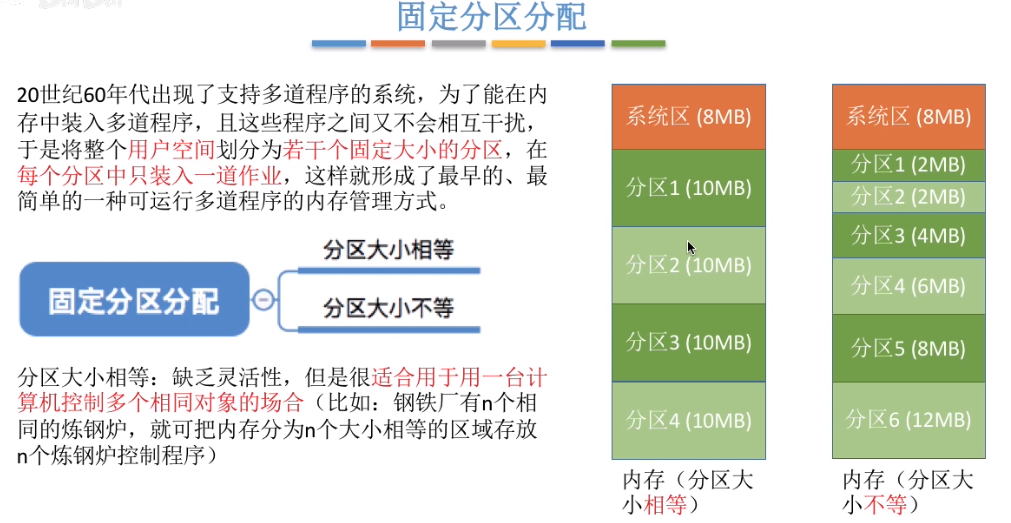 固定分区分配
20世纪60年代出现了支持多道程序的系统，为了能在内
存中装入多道程序，且这些程序之间又不会相互干扰，
于是将整个用户空间划分为若干个固定大小的分区，在
每个分区中只装入一道作业，这样就形成了最早的、最
简单的一种可运行多道程序的内存管理方式。
固定分区分配
分区大小相等
分区大小不等
分区大小相等：缺乏灵活性，但是很适合用于用一台计
算机控制多个相同对象的场合（比如：钢铁厂有n个相
同的炼钢炉，就可把内存分为n个大小相等的区域存放
n个炼钢炉控制程序）
系统区 (8MB)
分区1 (10MB)
分区2 (10MB)
分区3 (10MB)
分区4 (10MB)
内存（分区大
小相等）
系统区 (8MB)
分区1 (2MB)
分区2 (2MB)
分区3 (4MB)
分区4 (6MB)
分区5 (8MB)
分区6 (12MB)
内存（分区大
小不等）